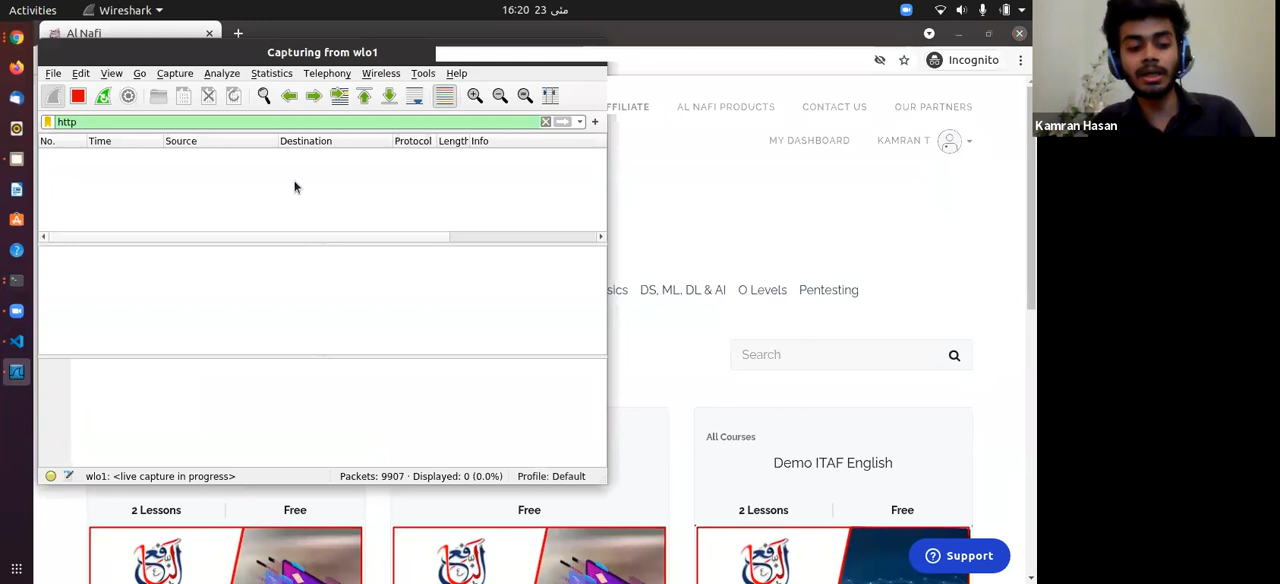 Activities Wireshark 16:20 23 مئی
Al Nafi
Capturing from wlo1
File Edit View Go Capture Analyze Statistics Telephony Wireless Tools Help
Incognito
http
No. Time Source Destination Protocol Length Info
FFILIATE AL NAFI PRODUCTS CONTACT US OUR PARTNERS
MY DASHBOARD KAMRAN T
Kamran Hasan
sics DS, ML, DL & AI O Levels Pentesting
Search
All Courses
Demo ITAF English
wlo1: <live capture in progress> Packets: 9907 · Displayed: 0 (0.0%) Profile: Default
2 Lessons Free Free 2 Lessons Free
النافع النافع النافع
Support